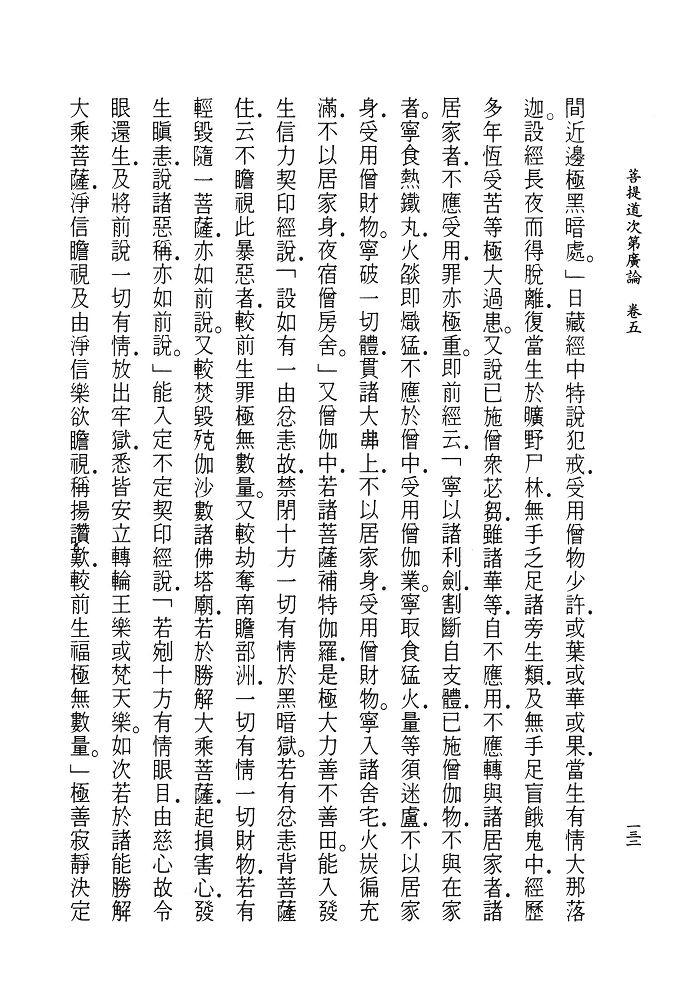 菩提道次第廣論　卷五
一三二
間近邊極黑暗處。」日藏經中特說犯戒．受用僧物少許．或葉或華或果．當生有情大那落
迦。設經長夜而得脫離．復當生於曠野尸林．無手乏足諸旁生類．及無手足盲餓鬼中．經歷
多年恆受苦等極大過患。又說已施僧眾苾芻．雖諸華等．自不應用．不應轉與諸居家者．諸
居家者．不應受用．罪亦極重。即前經云．「寧以諸利劍．割斷自支體．已施僧伽物．不與在家
者。寧食熱鐵丸．火燄即熾猛．不應於僧中．受用僧伽業。寧取食猛火．量等須迷盧．不以居家
身．受用僧財物。寧破一切體．貫諸大弗上．不以居家身．受用僧財物。寧入諸舍宅．火炭徧充
滿．不以居家身．夜宿僧房舍。」又僧伽中．若諸菩薩補特伽羅．是極大力善不善田。能入發
生信力契印經說．「設如有一由忿恚故．禁閉十方一切有情於黑暗獄。若有忿恚背菩薩
住．云不瞻視此暴惡者．較前生罪極無數量。又較劫奪南贍部洲．一切有情一切財物．若有
輕毀隨一菩薩．亦如前說。又較焚毀殑伽沙數諸佛塔廟．若於勝解大乘菩薩．起損害心．發
生瞋恚．說諸惡稱．亦如前說。」能入定不定契印經說．「若剜十方有情眼目．由慈心故令
眼還生．及將前說一切有情．放出牢獄．悉皆安立轉輪王樂或梵天樂。如次若於諸能勝解
大乘菩薩．淨信瞻視及由淨信樂欲瞻視．稱揚讚歎．較前生福極無數量。」極善寂靜決定